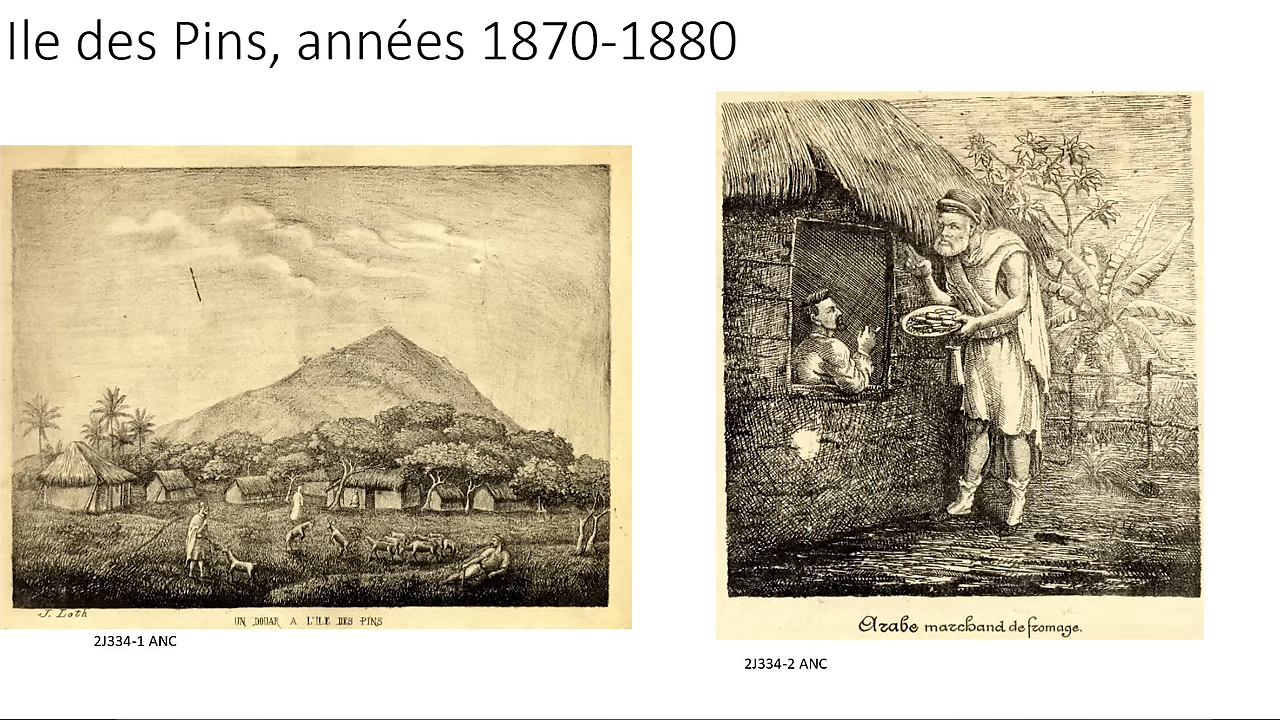 Ile des Pins, années 1870-1880
J. Loth
UN DOUAR A L'ILE DES PINS
2J334-1 ANC
Arabe marchand de fromage.
2J334-2 ANC